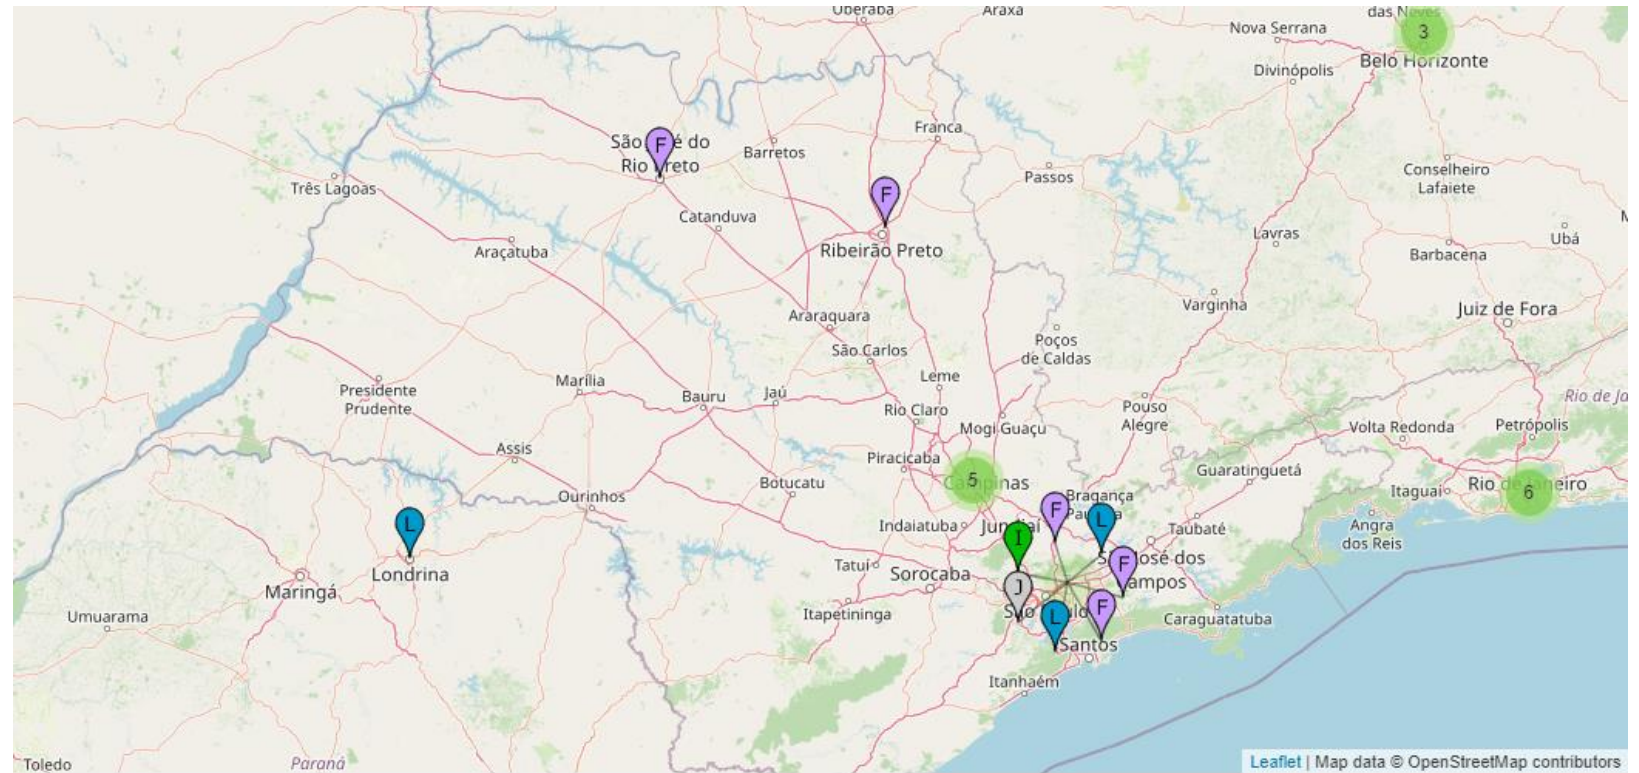 Uberaba
Araxá
das Neves
Nova Serrana
3
Belo Horizonte
Divinópolis
Franca
F
São José do
Rio Preto
Barretos
Conselheiro
Lafaiete
Passos
Três Lagoas
F
Catanduva
Lavras
Ubá
Araçatuba
Ribeirão Preto
Barbacena
Varginha
Juiz de Fora
Araraquara
Poços
de Caldas
São Carlos
Leme
Marília
Presidente
Prudente
Bauru
Jaú
Rio Claro
Pouso
Alegre
Mogi Guaçu
Volta Redonda
Petrópolis
Assis
Piracicaba
Guaratinguetá
5
Campinas
Botucatu
Itaguaí
Rio de Janeiro
6
Ourinhos
Bragança
Paulista
F
L
L
Indaiatuba
Jundiaí
Taubaté
Angra
dos Reis
I
São José dos
Campos
F
Londrina
Tatuí
Sorocaba
Maringá
J
São Paulo
F
L
Umuarama
Itapetininga
Caraguatatuba
Santos
Itanhaém
Toledo
Paraná
Leaflet | Map data © OpenStreetMap contributors